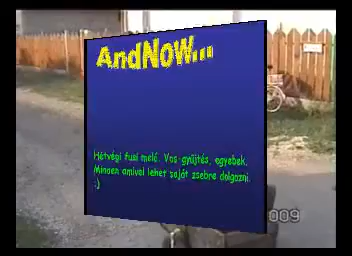 AndNoW...
Hétvégi fusi meló. Vas-gyűjtés, egyebek.
Minden amivel lehet saját zsebre dolgozni.
:)
009